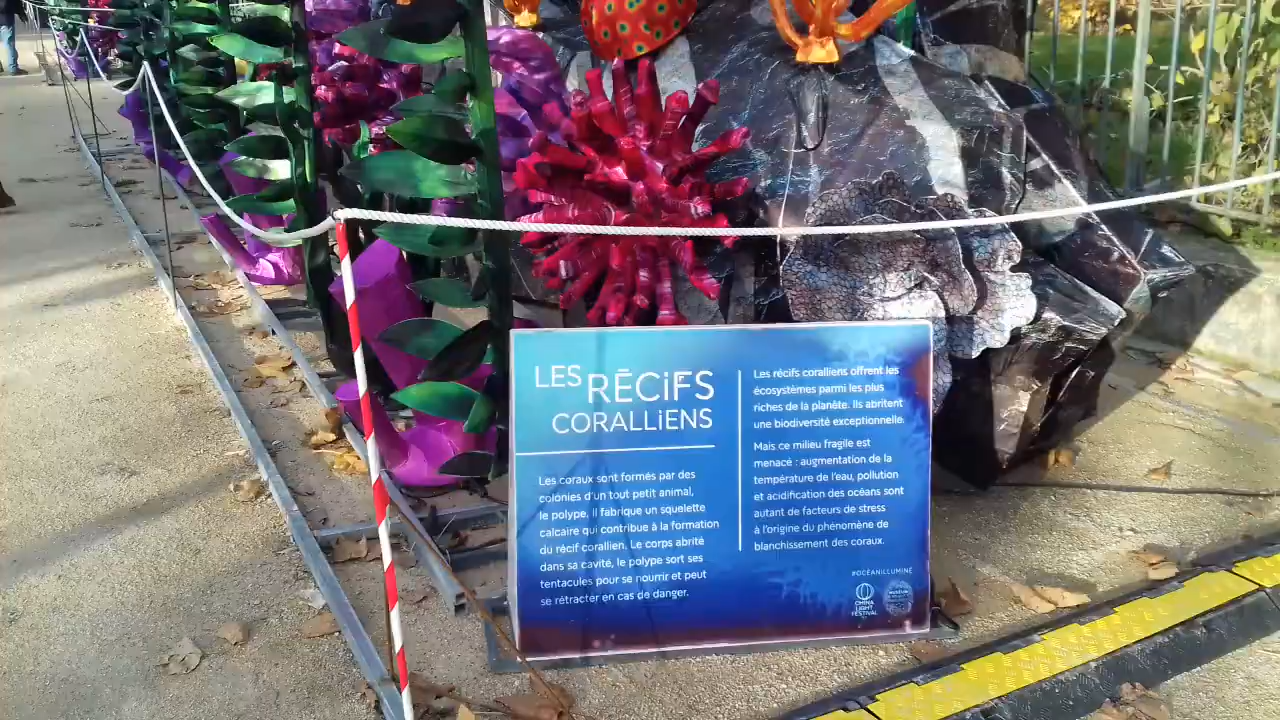 LES RÉCiFS
CORALLiENS
Les coraux sont formés par des
colonies d'un tout petit animal,
le polype. Il fabrique un squelette
calcaire qui contribue à la formation
du récif corallien. Le corps abrité
dans sa cavité, le polype sort ses
tentacules pour se nourrir et peut
se rétracter en cas de danger.
Les récifs coralliens offrent les
écosystèmes parmi les plus
riches de la planète. Ils abritent
une biodiversité exceptionnelle.
Mais ce milieu fragile est
menacé : augmentation de la
température de l'eau, pollution
et acidification des océans sont
autant de facteurs de stress
à l'origine du phénomène de
blanchissement des coraux.
#OCÉANILLUMINÉ
CHINA
LIGHT
FESTIVAL